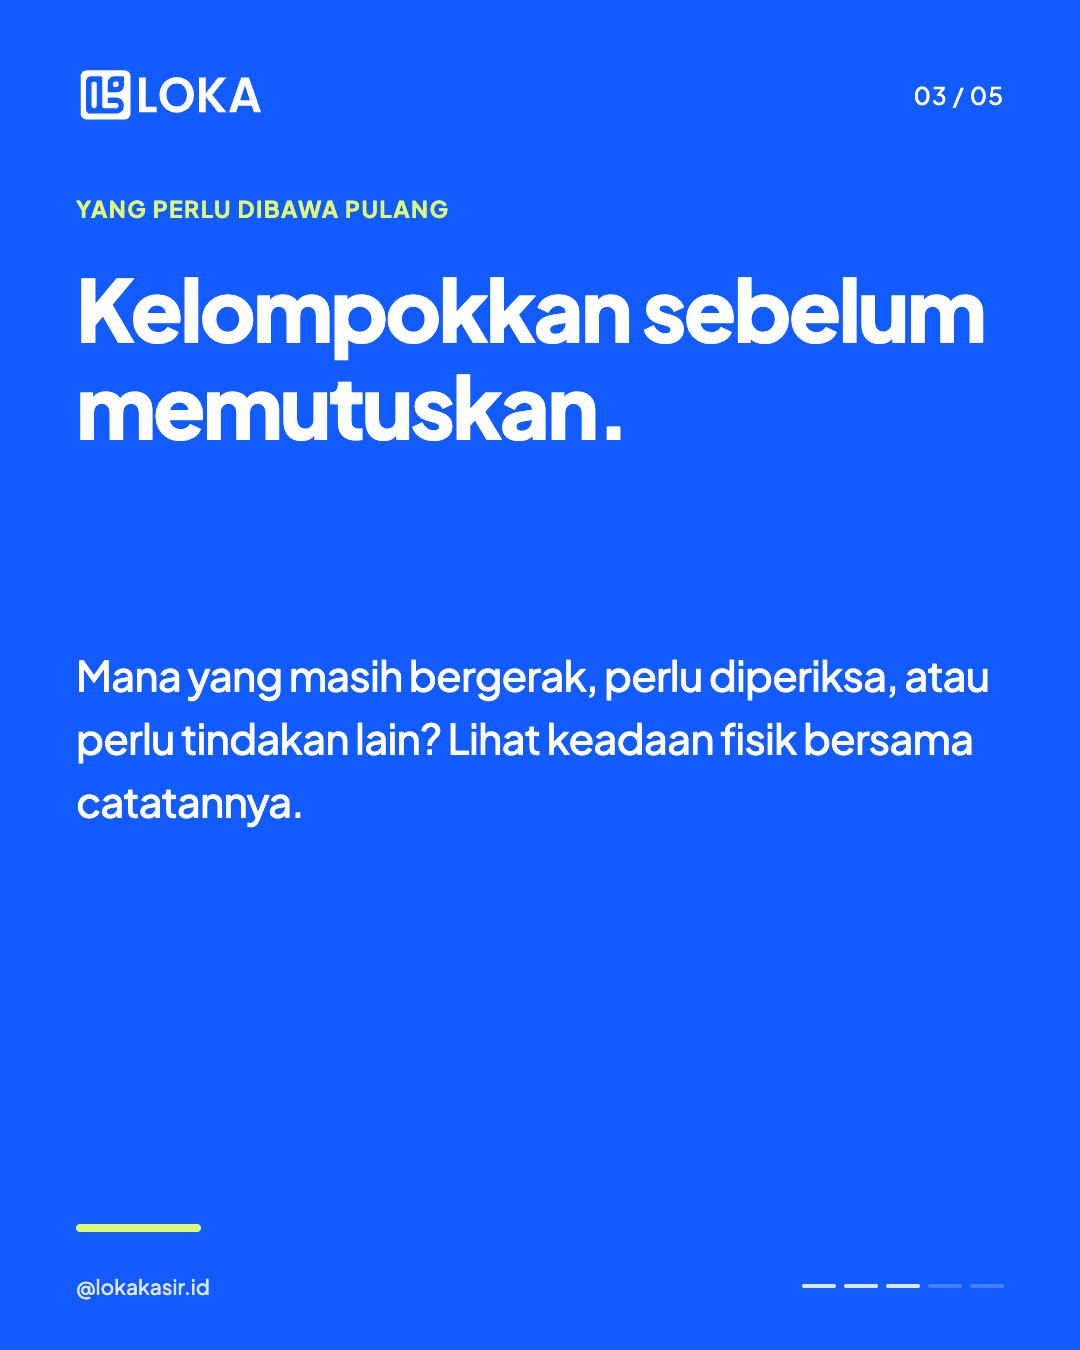 LOKA
03 / 05
YANG PERLU DIBAWA PULANG
Kelompokkan sebelum
memutuskan.
Mana yang masih bergerak, perlu diperiksa, atau
perlu tindakan lain? Lihat keadaan fisik bersama
catatannya.
@lokakasir.id